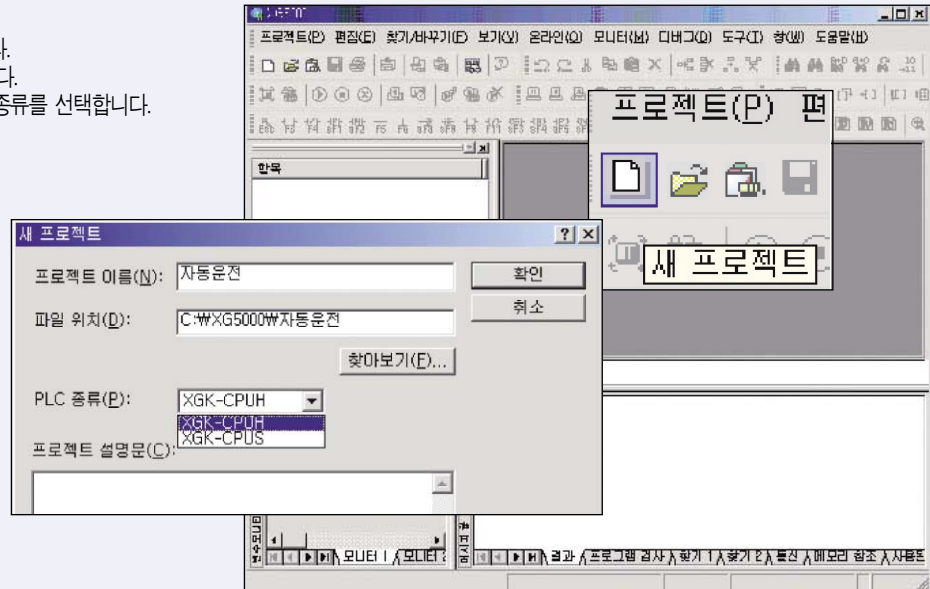 다.
다.
종류를 선택합니다.
XG5000
프로젝트(P) 편집(E) 찾기/바꾸기(F) 보기(V) 온라인(O) 모니터(M) 디버그(D) 도구(T) 창(W) 도움말(H)
항목
프로젝트(P) 편
새 프로젝트
새 프로젝트
프로젝트 이름(N): 자동운전
확인
파일 위치(D): C:₩XG5000₩자동운전
취소
찾아보기(F)...
PLC 종류(P): XGK-CPUH
XGK-CPUH
XGK-CPUS
프로젝트 설명문(C):
모니터 1 모니터 2
결과 프로그램 검사 찾기 1 찾기 2 통신 메모리 참조 사용된